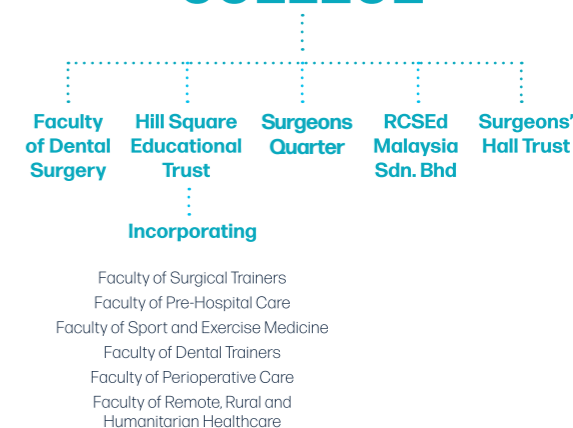 Faculty
of Dental
Surgery
Hill Square
Educational
Trust
Surgeons
Quarter
RCSEd
Malaysia
Sdn. Bhd
Surgeons’
Hall Trust
Incorporating
Faculty of Surgical Trainers
Faculty of Pre-Hospital Care
Faculty of Sport and Exercise Medicine
Faculty of Dental Trainers
Faculty of Perioperative Care
Faculty of Remote, Rural and
Humanitarian Healthcare